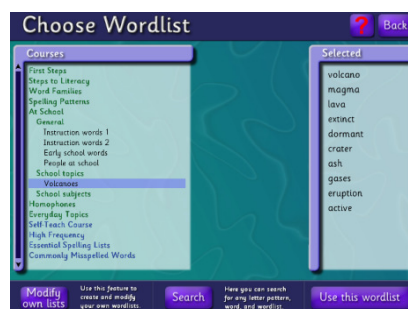 Choose Wordlist
?
Back
Courses
First Steps
Steps to Literacy
Word Families
Spelling Patterns
At School
General
Instruction words 1
Instruction words 2
Early school words
People at school
School topics
Volcanoes
School subjects
Homophones
Everyday Topics
Self Teach Course
High Frequency
Essential Spelling Lists
Commonly Misspelled Words
Selected
volcano
magma
lava
extinct
dormant
crater
ash
gases
eruption
active
Modify
own lists
Use this feature to
create and modify
your own wordlists.
Search
Here you can search
for any letter pattern,
word, and wordlist.
Use this wordlist